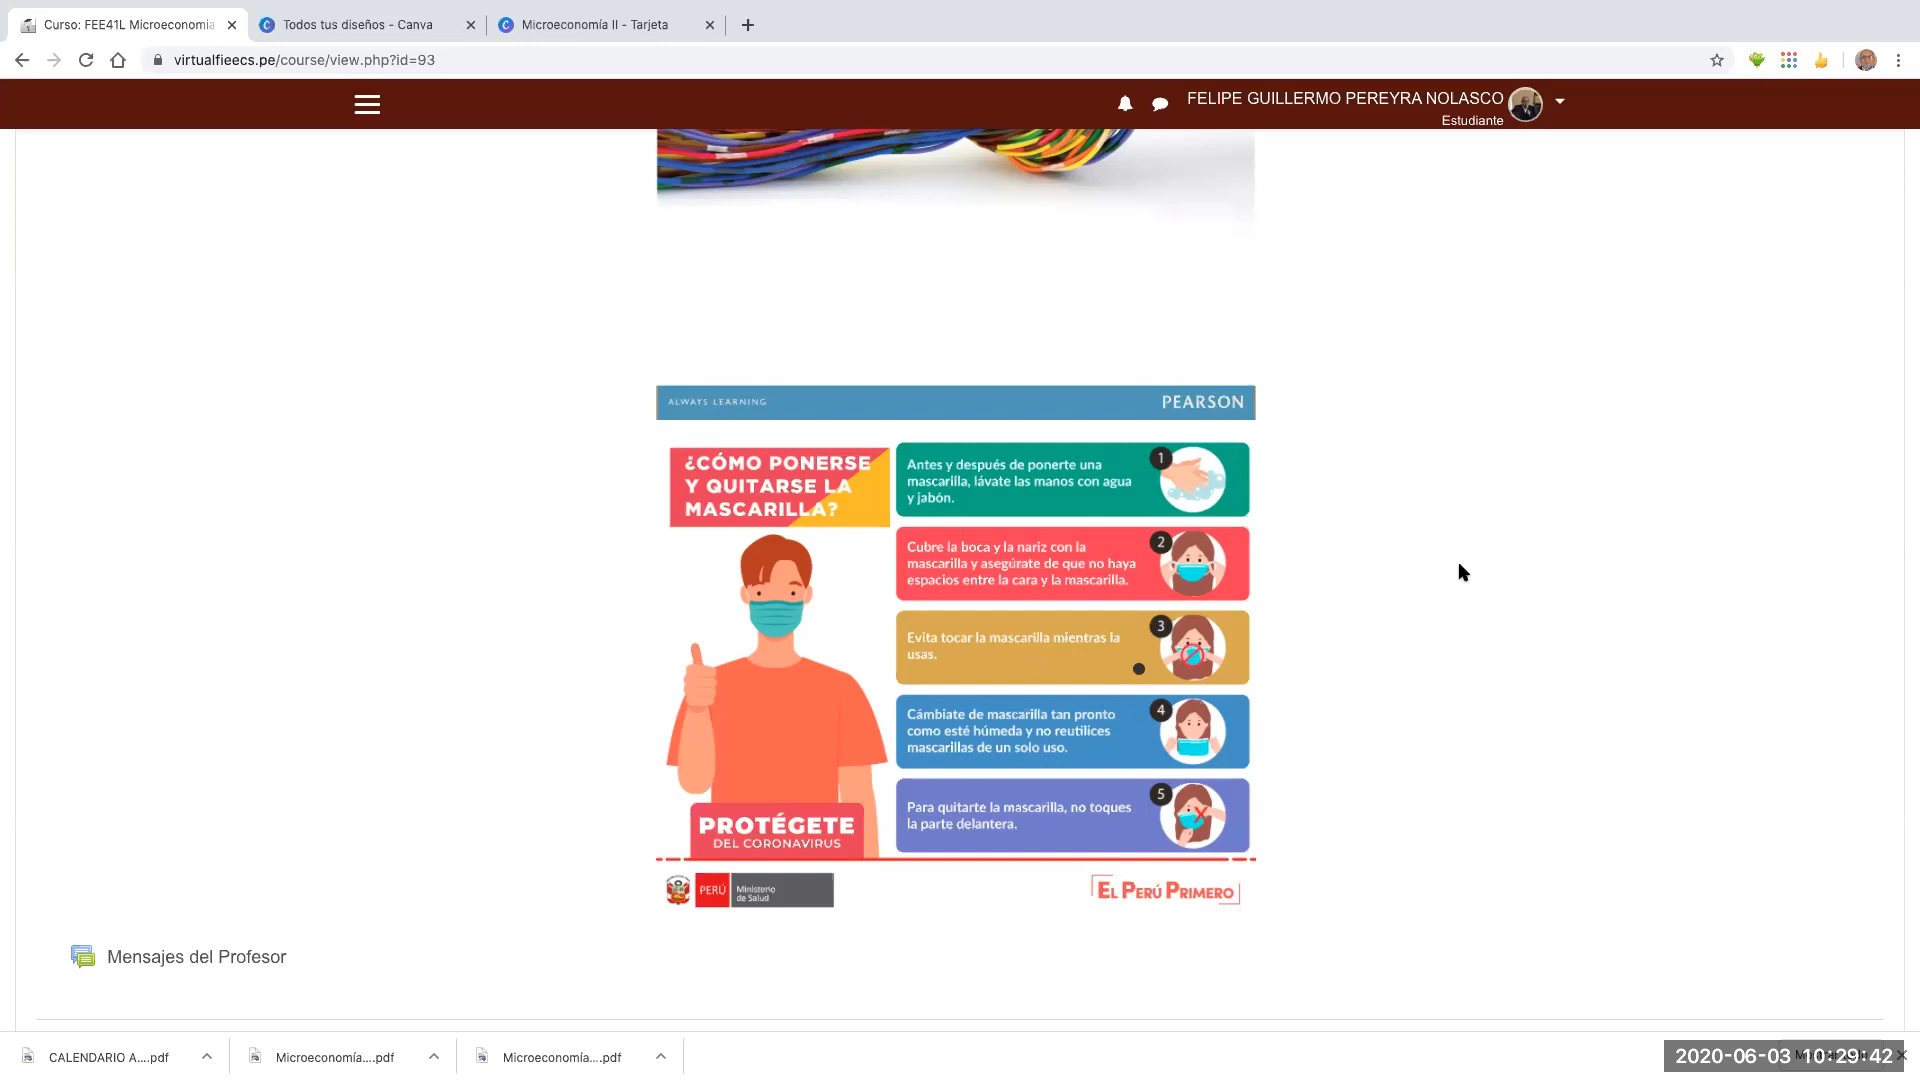 Curso: FEE41L Microeconomia
Todos tus diseños - Canva
Microeconomía II - Tarjeta
virtualfieecs.pe/course/view.php?id=93
FELIPE GUILLERMO PEREYRA NOLASCO
Estudiante
ALWAYS LEARNING
PEARSON
¿CÓMO PONERSE
Y QUITARSE LA
MASCARILLA?
1
Antes y después de ponerte una
mascarilla, lávate las manos con agua
y jabón.
2
Cubre la boca y la nariz con la
mascarilla y asegúrate de que no haya
espacios entre la cara y la mascarilla.
3
Evita tocar la mascarilla mientras la
usas.
4
Cámbiate de mascarilla tan pronto
como esté húmeda y no reutilices
mascarillas de un solo uso.
5
Para quitarte la mascarilla, no toques
la parte delantera.
PROTÉGETE
DEL CORONAVIRUS
PERÚ
Ministerio
de Salud
EL PERÚ PRIMERO
Mensajes del Profesor
CALENDARIO A....pdf
Microeconomía....pdf
Microeconomía....pdf
2020-06-03 10:29:42